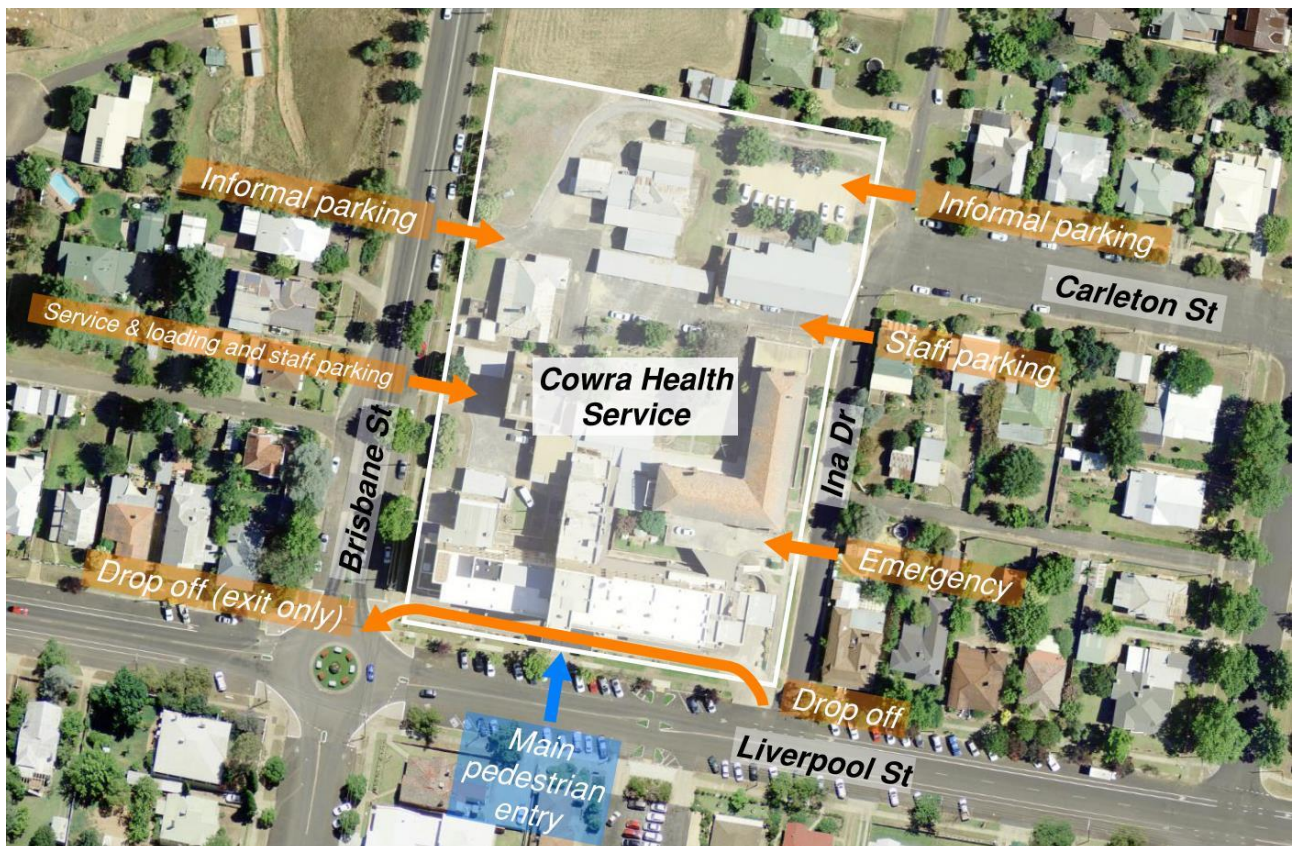 Informal parking
Informal parking
Carleton St
Service & loading and staff parking
Staff parking
Cowra Health
Service
Brisbane St
Ina Dr
Drop off (exit only)
Emergency
Drop off
Main
pedestrian
entry
Liverpool St